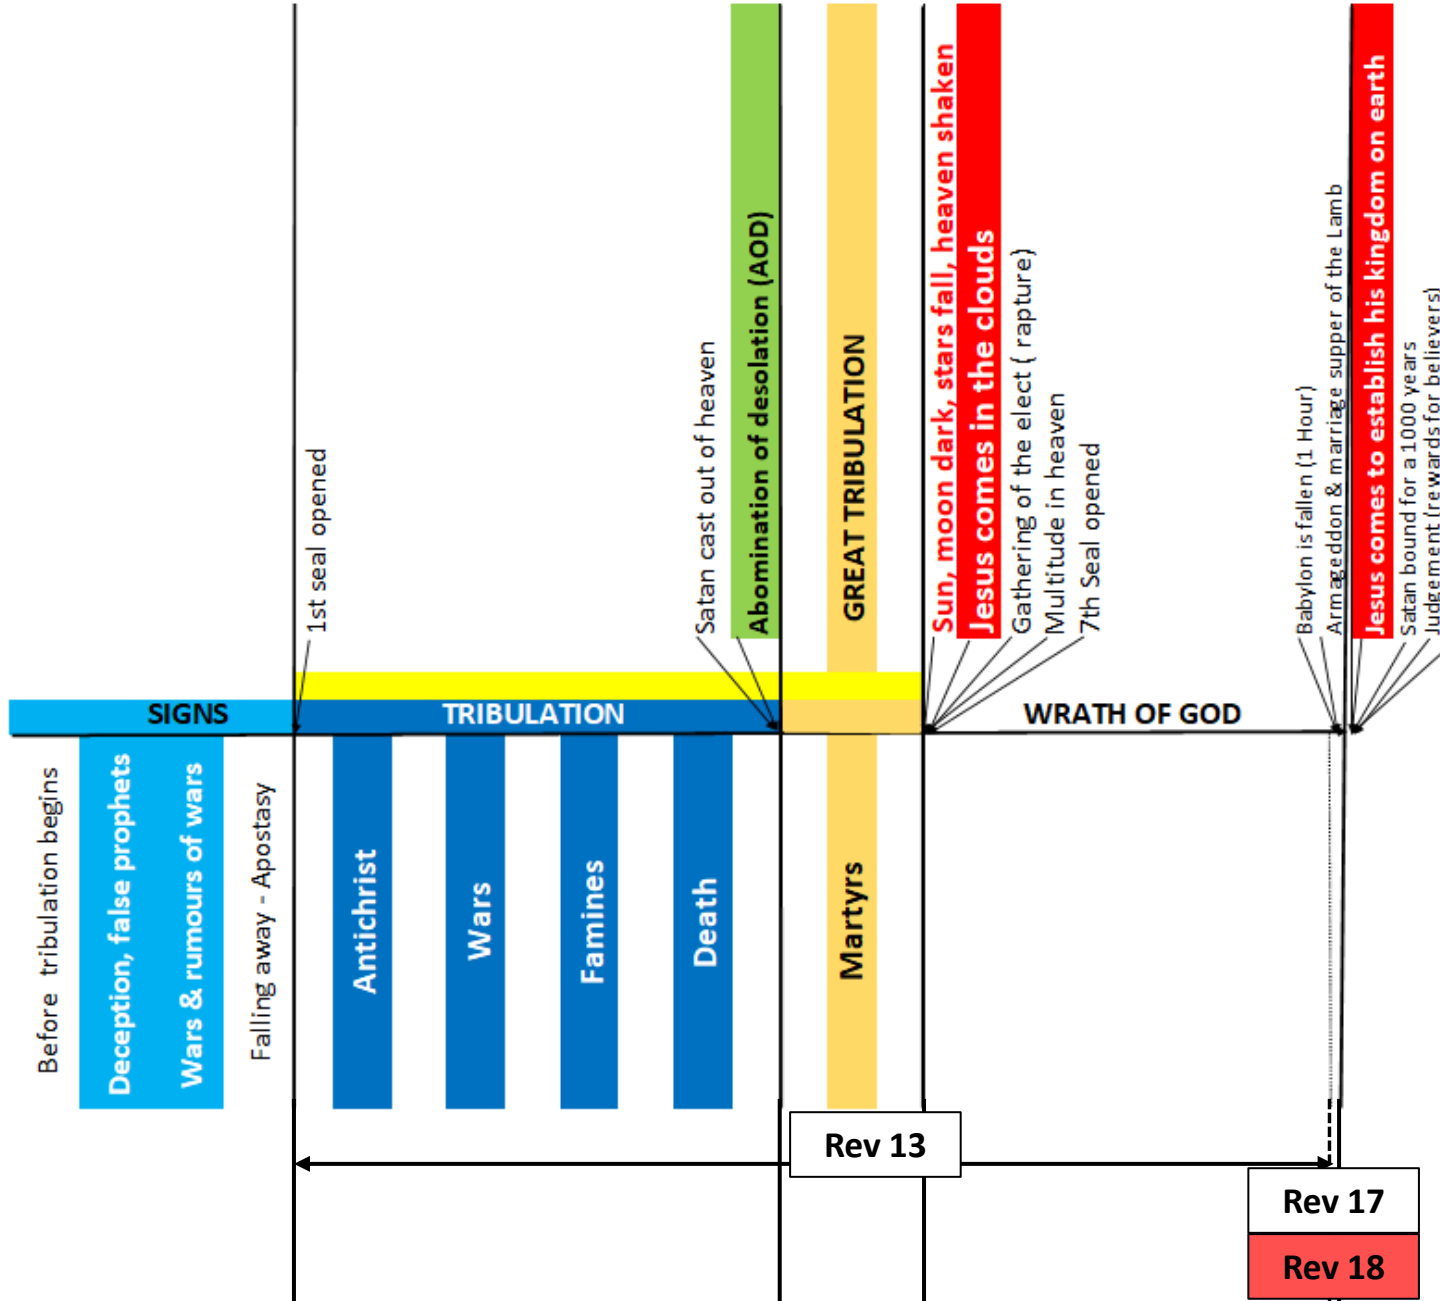 1st seal opened
Satan cast out of heaven
Abomination of desolation (AOD)
GREAT TRIBULATION
Sun, moon dark, stars fall, heaven shaken
Jesus comes in the clouds
Gathering of the elect ( rapture)
Multitude in heaven
7th Seal opened
Babylon is fallen (1 Hour)
Armageddon & marriage supper of the Lamb
Jesus comes to establish his kingdom on earth
Satan bound for a 1000 years
Judgement (rewards for believers)
SIGNS
TRIBULATION
WRATH OF GOD
Before tribulation begins
Deception, false prophets
Wars & rumours of wars
Falling away - Apostasy
Antichrist
Wars
Famines
Death
Martyrs
Rev 13
Rev 17
Rev 18